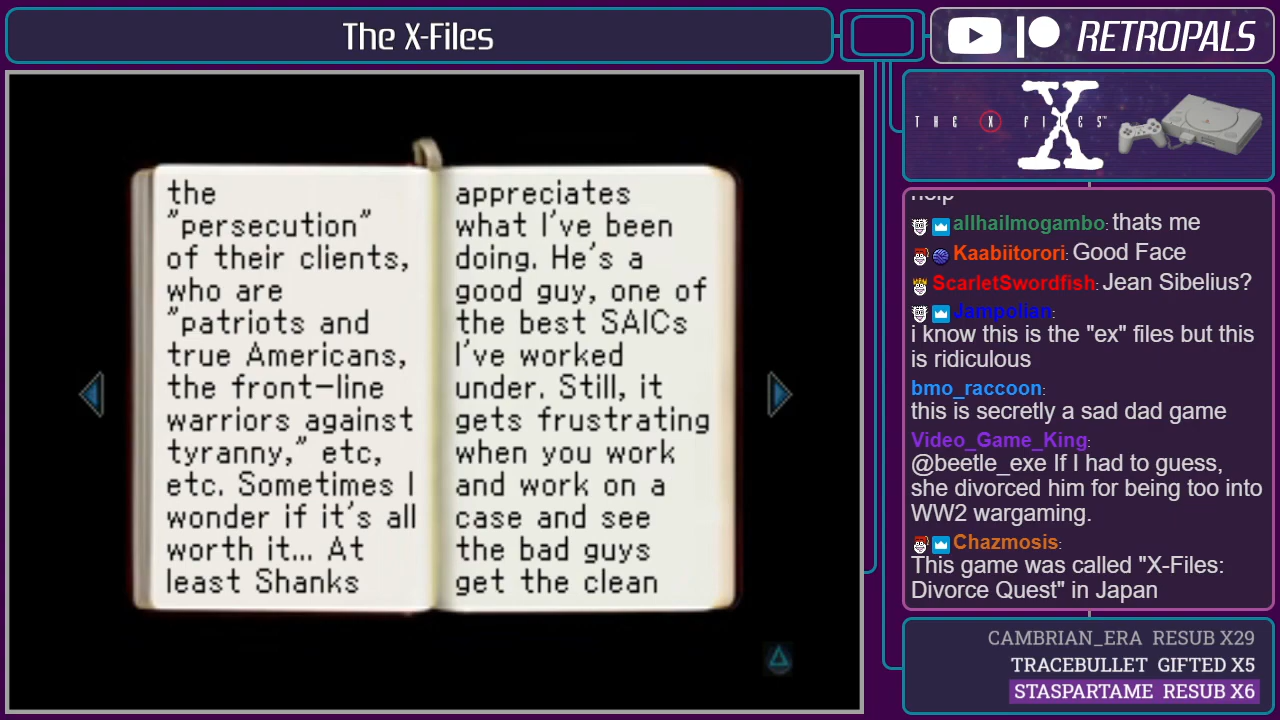 The X-Files
RETROPALS
the
"persecution"
of their clients,
who are
"patriots and
true Americans,
the front-line
warriors against
tyranny," etc,
etc. Sometimes I
wonder if it's all
worth it... At
least Shanks
appreciates
what I've been
doing. He's a
good guy, one of
the best SAICs
I've worked
under. Still, it
gets frustrating
when you work
and work on a
case and see
the bad guys
get the clean
THE X FILES™
X
help
allhailmogambo: thats me
Kaabiitorori: Good Face
ScarletSwordfish: Jean Sibelius?
Jampolian:
i know this is the "ex" files but this
is ridiculous
bmo_raccoon:
this is secretly a sad dad game
Video_Game_King:
@beetle_exe If I had to guess,
she divorced him for being too into
WW2 wargaming.
Chazmosis:
This game was called "X-Files:
Divorce Quest" in Japan
CAMBRIAN_ERA RESUB X29
TRACEBULLET GIFTED X5
STASPARTAME RESUB X6